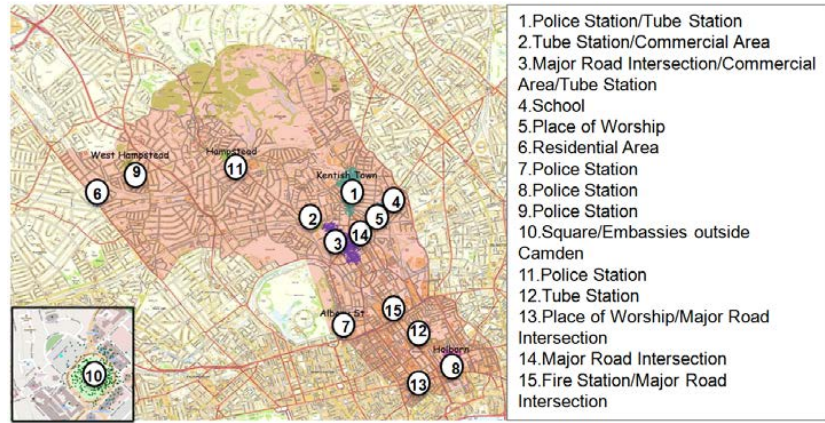 1.Police Station/Tube Station
2.Tube Station/Commercial Area
3.Major Road Intersection/Commercial
Area/Tube Station
4.School
5.Place of Worship
6.Residential Area
7.Police Station
8.Police Station
9.Police Station
10.Square/Embassies outside
Camden
11.Police Station
12.Tube Station
13.Place of Worship/Major Road
Intersection
14.Major Road Intersection
15.Fire Station/Major Road
Intersection
West Hampstead
Hampstead
Kentish Town
9
11
6
1
4
2
5
14
3
15
7
12
Holborn
8
10
13